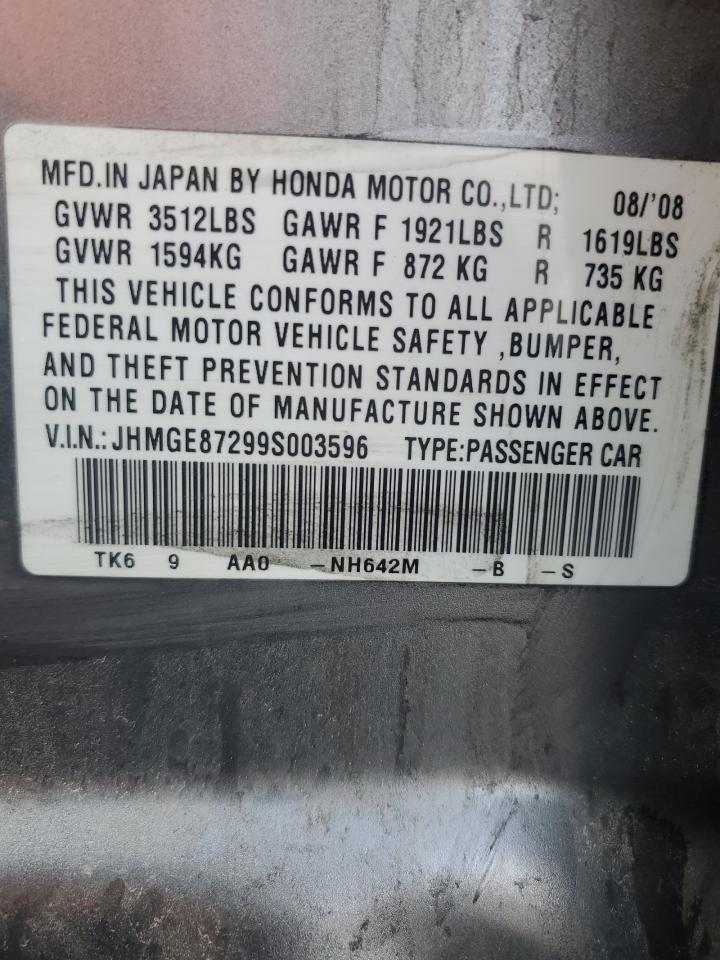 MFD.IN JAPAN BY HONDA MOTOR CO.,LTD; 08/'08
GVWR 3512LBS GAWR F 1921LBS R 1619LBS
GVWR 1594KG GAWR F 872 KG R 735 KG
THIS VEHICLE CONFORMS TO ALL APPLICABLE
FEDERAL MOTOR VEHICLE SAFETY ,BUMPER,
AND THEFT PREVENTION STANDARDS IN EFFECT
ON THE DATE OF MANUFACTURE SHOWN ABOVE.
V.I.N.: JHMGE87299S003596 TYPE:PASSENGER CAR
TK6 9 AA0 –NH642M –B –S